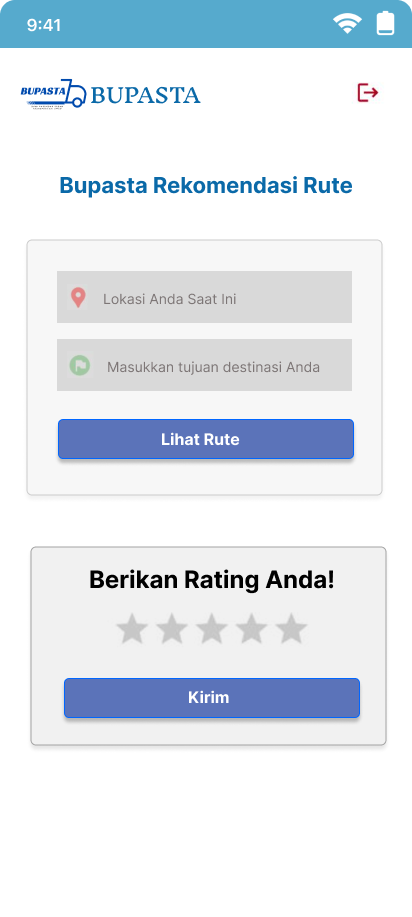 9:41
BUPASTA
BUPASTA
Bupasta Rekomendasi Rute
Lokasi Anda Saat Ini
Masukkan tujuan destinasi Anda
Lihat Rute
Berikan Rating Anda!
Kirim